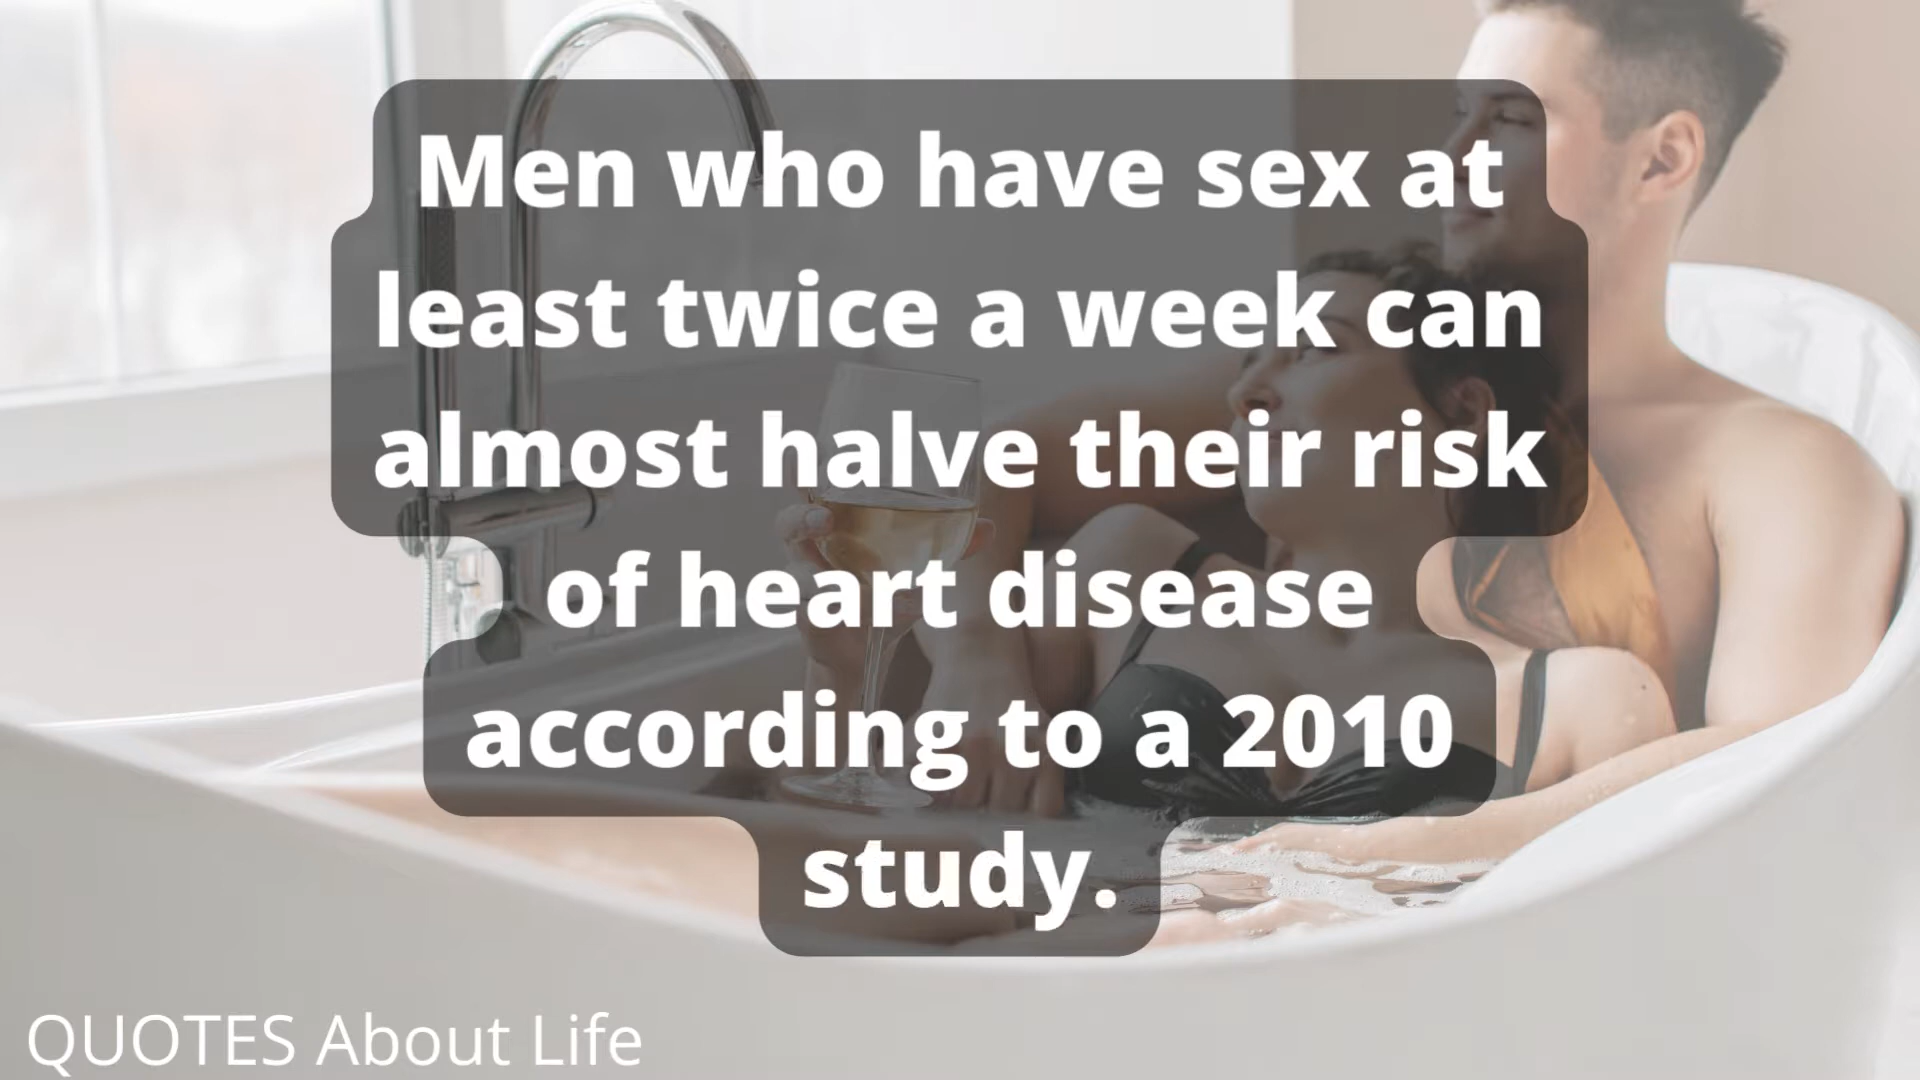 Men who have sex at
least twice a week can
almost halve their risk
of heart disease
according to a 2010
study.
QUOTES About Life